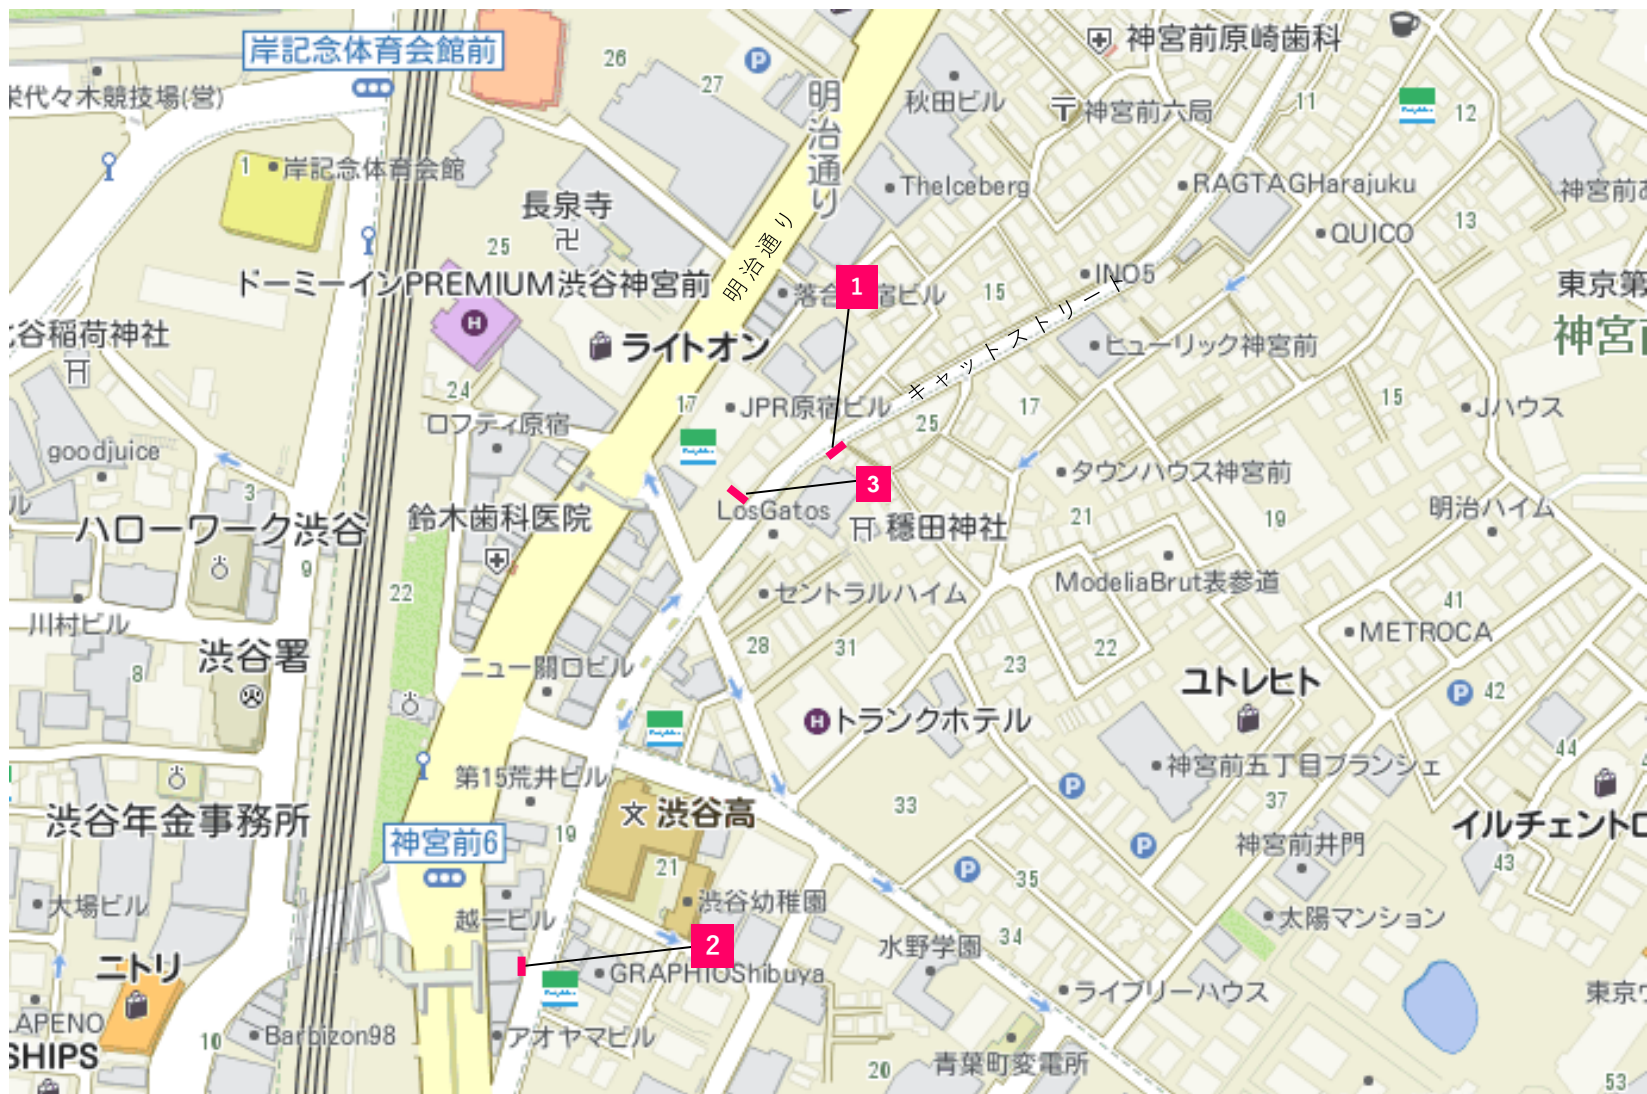 岸記念体育会館前
26
27
P
明治通り
神宮前原崎歯科
秋田ビル
〒神宮前六局
11
12
代々木競技場(営)
1
岸記念体育会館
TheIceberg
RAGTAGHarajuku
13
長泉寺
卍
25
QUICO
明治通り
ドーミーインPREMIUM渋谷神宮前
1
15
INO5
東京第
谷稲荷神社
H
ライトオン
キャットストリート
ヒューリック神宮前
24
17
JPR原宿ビル
25
17
15
Jハウス
ロフティ原宿
goodjuice
タウンハウス神宮前
3
3
ハローワーク渋谷
鈴木歯科医院
LosGatos
穏田神社
21
19
明治ハイム
9
22
セントラルハイム
ModeliaBrut表参道
川村ビル
41
渋谷署
28
31
22
METROCA
8
ニュー關口ビル
23
ユトレヒト
P
42
H
トランクホテル
44
第15荒井ビル
神宮前五丁目ブランシェ
P
渋谷年金事務所
渋谷高
33
37
イルチェントロ
神宮前6
19
神宮前井門
P
43
21
P
35
大場ビル
越一ビル
渋谷幼稚園
太陽マンション
2
水野学園
34
ニトリ
GRAPHIOShibuya
ライブリーハウス
APENO
10
Barbizon98
アオヤマビル
SHIPS
20
青葉町変電所
53